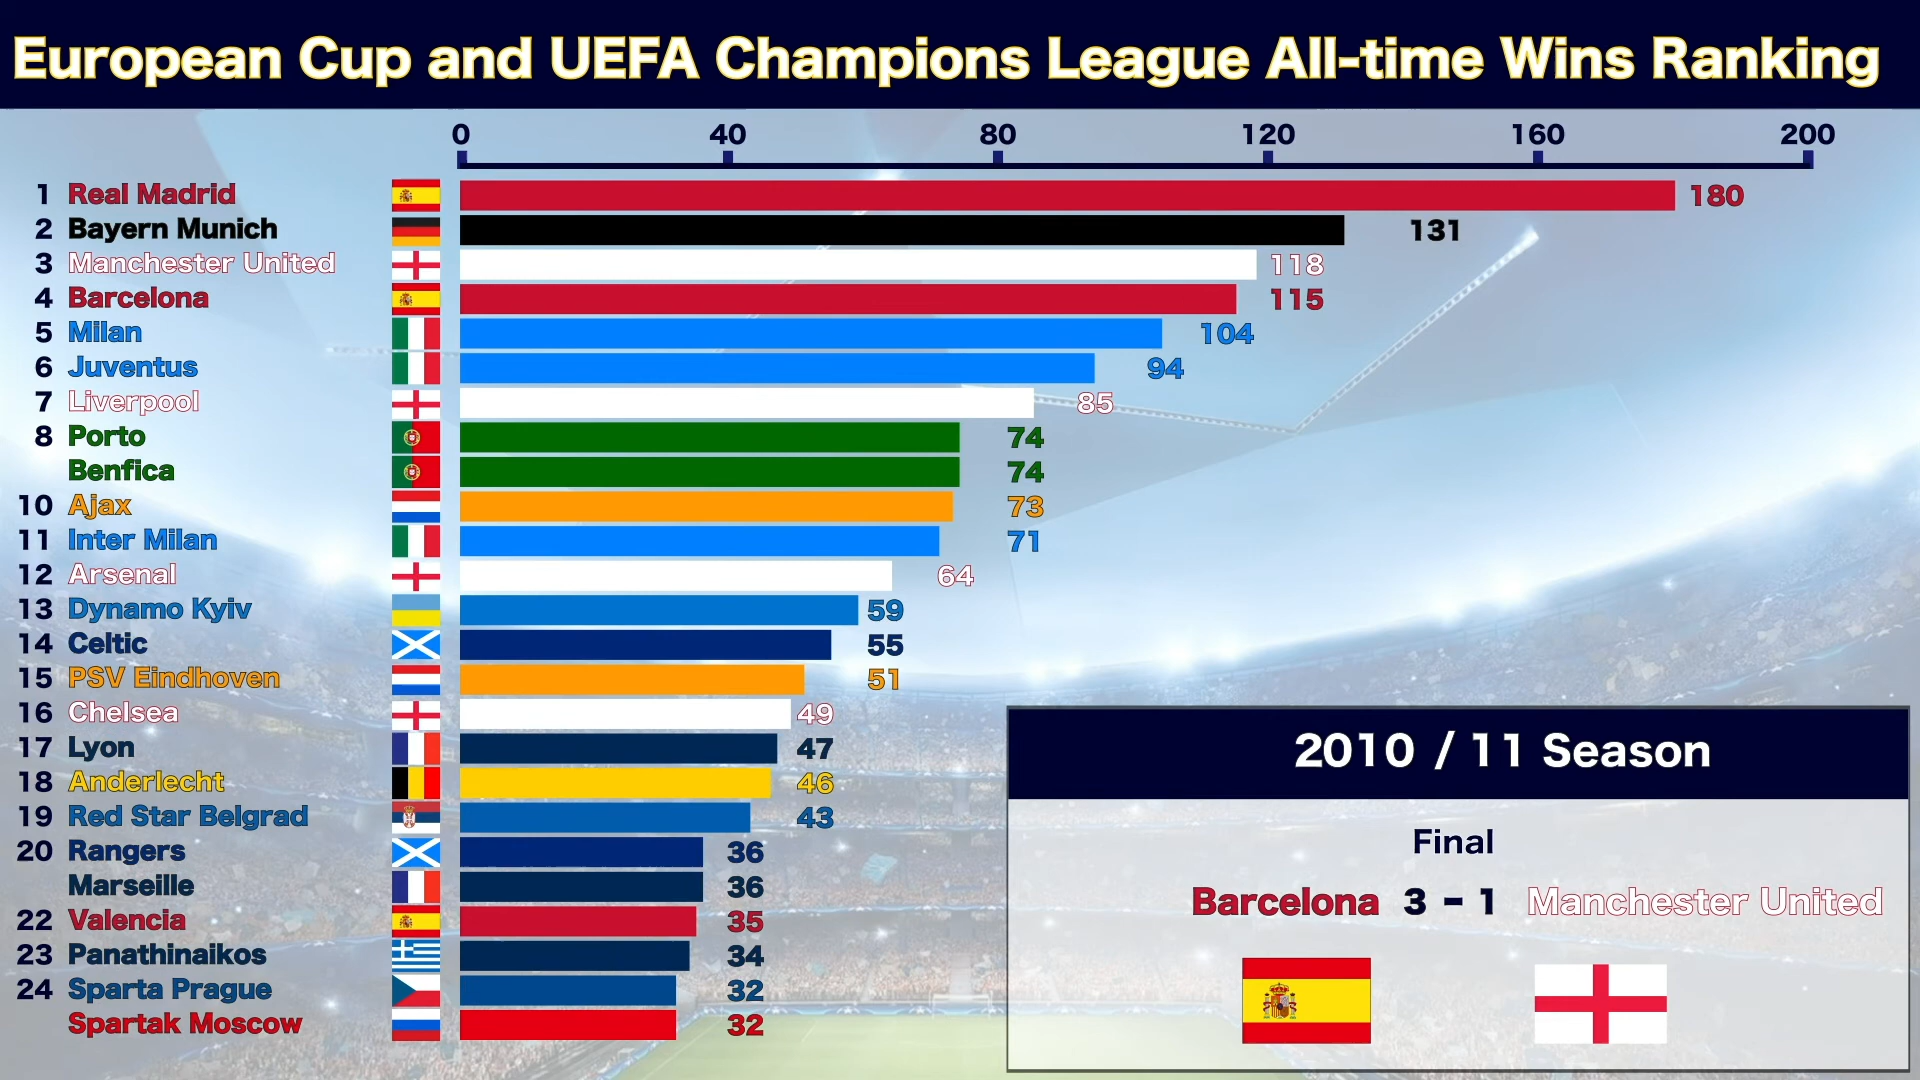 European Cup and UEFA Champions League All-time Wins Ranking
0 40 80 120 160 200
1 Real Madrid 180
2 Bayern Munich 131
3 Manchester United 118
4 Barcelona 115
5 Milan 104
6 Juventus 94
7 Liverpool 85
8 Porto 74
Benfica 74
10 Ajax 73
11 Inter Milan 71
12 Arsenal 64
13 Dynamo Kyiv 59
14 Celtic 55
15 PSV Eindhoven 51
16 Chelsea 49
17 Lyon 47
18 Anderlecht 46
19 Red Star Belgrad 43
20 Rangers 36
Marseille 36
22 Valencia 35
23 Panathinaikos 34
24 Sparta Prague 32
Spartak Moscow 32
2010 / 11 Season
Final
Barcelona 3 - 1 Manchester United